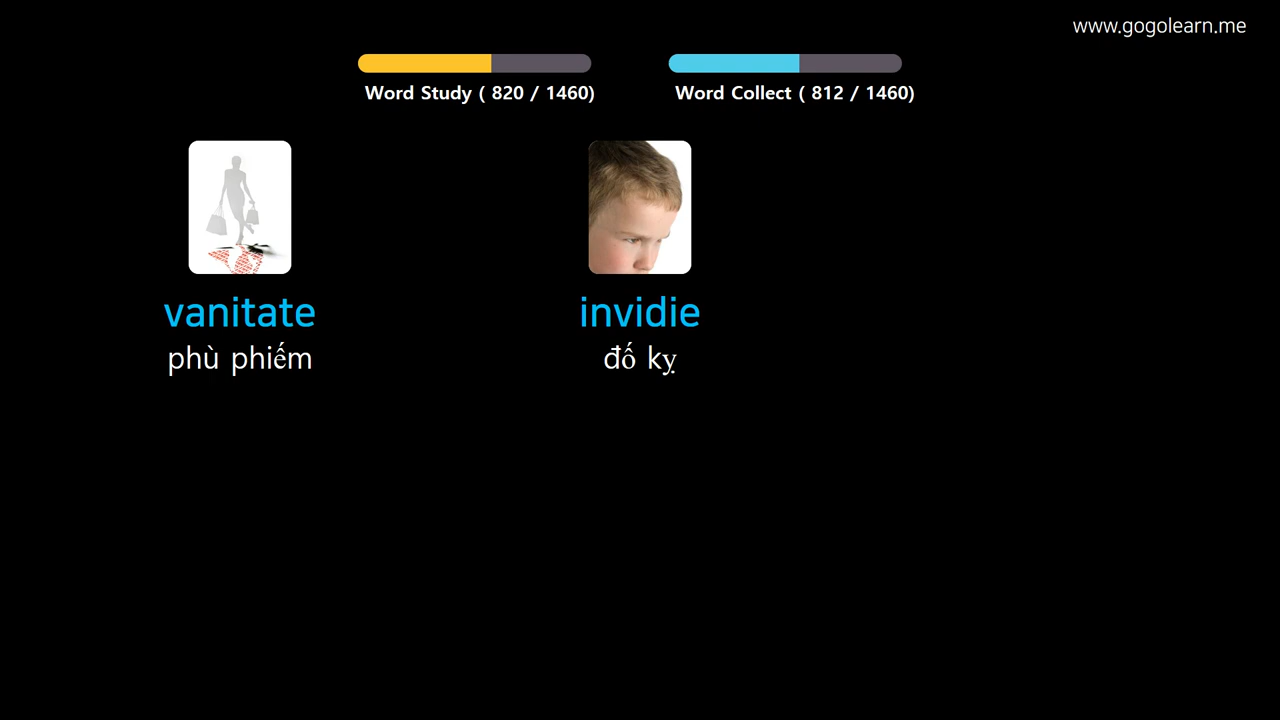 www.gogolearn.me
Word Study ( 820 / 1460)
Word Collect ( 812 / 1460)
vanitate
invidie
phù phiếm
đố kỵ